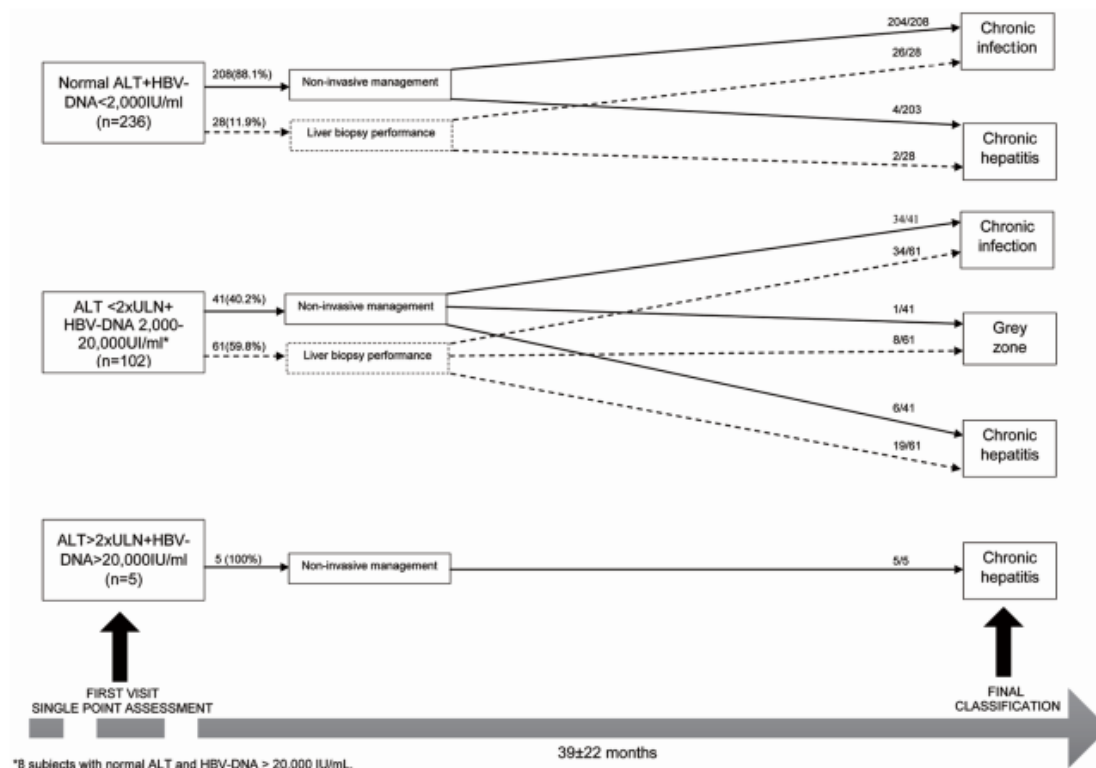 204/208
Chronic
infection
26/28
Normal ALT+HBV-
DNA<2,000IU/ml
(n=236)
208(88.1%)
Non-invasive management
28(11.9%)
Liver biopsy performance
4/203
Chronic
hepatitis
2/28
34/41
Chronic
infection
34/61
ALT <2xULN+
HBV-DNA 2,000-
20,000UI/ml*
(n=102)
41(40.2%)
Non-invasive management
61(59.8%)
Liver biopsy performance
1/41
Grey
zone
8/61
6/41
Chronic
hepatitis
19/61
ALT>2xULN+HBV-
DNA>20,000IU/ml
(n=5)
5 (100%)
Non-invasive management
5/5
Chronic
hepatitis
FIRST VISIT
SINGLE POINT ASSESSMENT
FINAL
CLASSIFICATION
39±22 months
*8 subjects with normal ALT and HBV-DNA > 20,000 IU/mL.